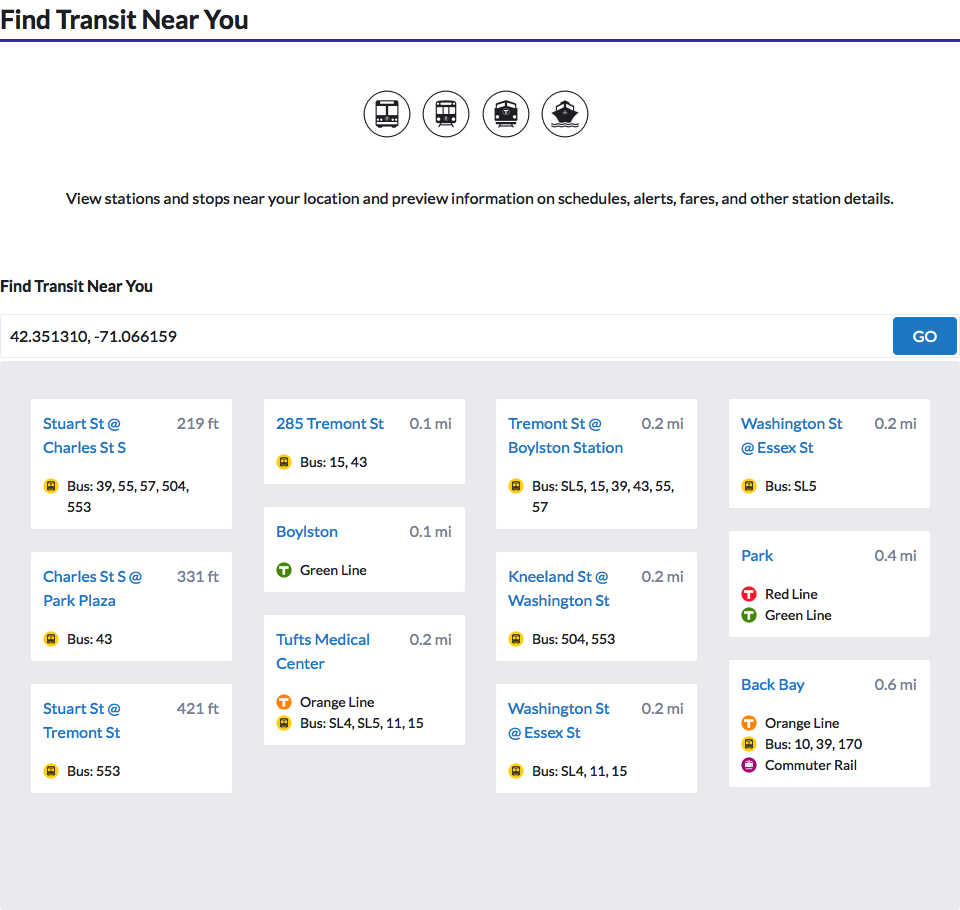 Find Transit Near You
View stations and stops near your location and preview information on schedules, alerts, fares, and other station details.
Find Transit Near You
42.351310, -71.066159
GO
Stuart St @ 219 ft
Charles St S
Bus: 39, 55, 57, 504,
553
Charles St S @ 331 ft
Park Plaza
Bus: 43
Stuart St @ 421 ft
Tremont St
Bus: 553
285 Tremont St 0.1 mi
Bus: 15, 43
Boylston 0.1 mi
Green Line
Tufts Medical 0.2 mi
Center
Orange Line
Bus: SL4, SL5, 11, 15
Tremont St @ 0.2 mi
Boylston Station
Bus: SL5, 15, 39, 43, 55,
57
Kneeland St @ 0.2 mi
Washington St
Bus: 504, 553
Washington St 0.2 mi
@ Essex St
Bus: SL4, 11, 15
Washington St 0.2 mi
@ Essex St
Bus: SL5
Park 0.4 mi
Red Line
Green Line
Back Bay 0.6 mi
Orange Line
Bus: 10, 39, 170
Commuter Rail